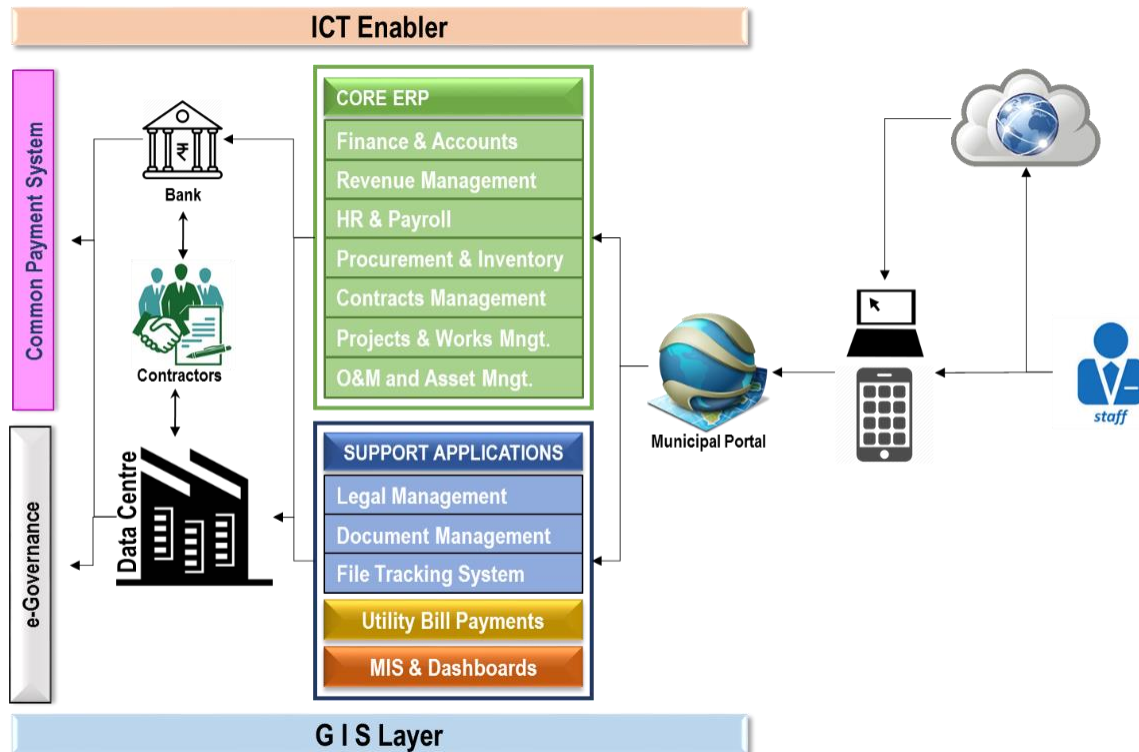 ICT Enabler
Common Payment System
e-Governance
₹
Bank
Contractors
Data Centre
CORE ERP
Finance & Accounts
Revenue Management
HR & Payroll
Procurement & Inventory
Contracts Management
Projects & Works Mngt.
O&M and Asset Mngt.
SUPPORT APPLICATIONS
Legal Management
Document Management
File Tracking System
Utility Bill Payments
MIS & Dashboards
Municipal Portal
staff
G I S Layer